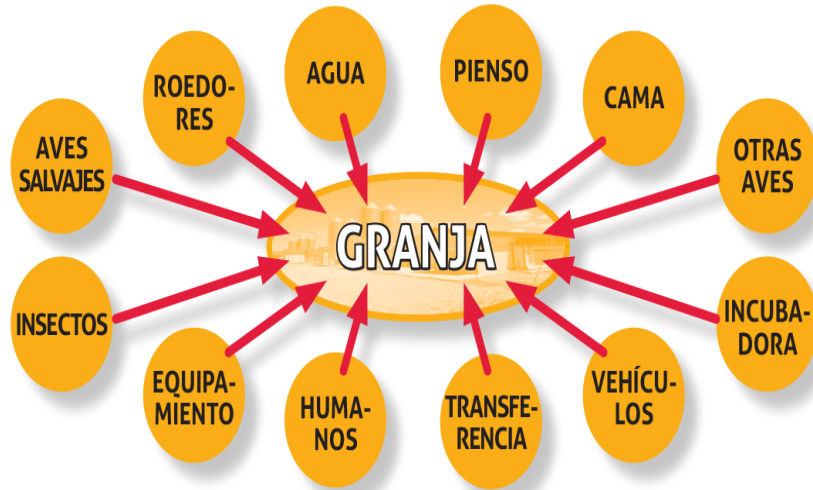 AGUA
PIENSO
ROEDO-
RES
CAMA
AVES
SALVAJES
OTRAS
AVES
GRANJA
INSECTOS
INCUBA-
DORA
EQUIPA-
MIENTO
HUMA-
NOS
TRANSFE-
RENCIA
VEHÍCU-
LOS